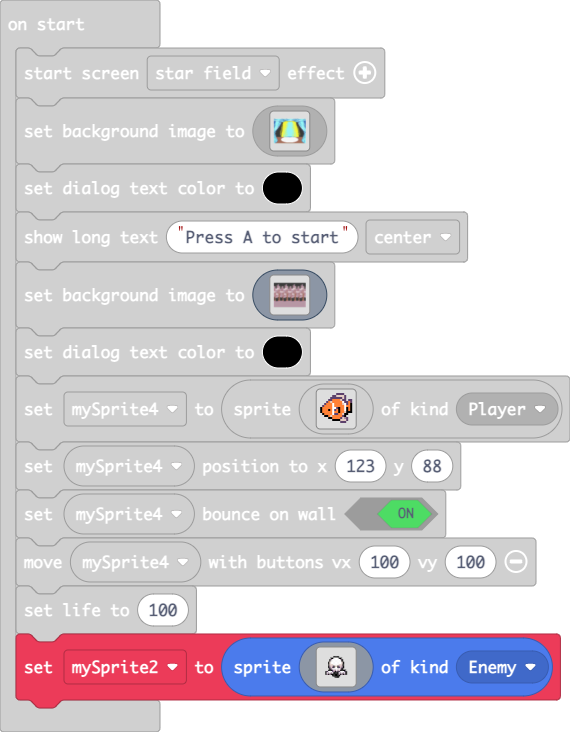 on start
start screen star field effect
set background image to
set dialog text color to
show long text "Press A to start" center
set background image to
set dialog text color to
set mySprite4 to sprite of kind Player
set mySprite4 position to x 123 y 88
set mySprite4 bounce on wall ON
move mySprite4 with buttons vx 100 vy 100
set life to 100
set mySprite2 to sprite of kind Enemy